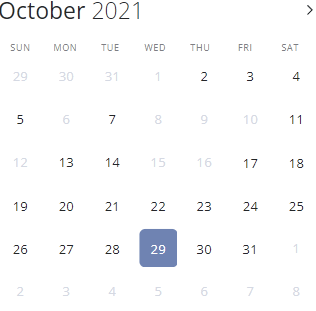 October 2021
SUN MON TUE WED THU FRI SAT
29 30 31 1 2 3 4
5 6 7 8 9 10 11
12 13 14 15 16 17 18
19 20 21 22 23 24 25
26 27 28 29 30 31 1
2 3 4 5 6 7 8